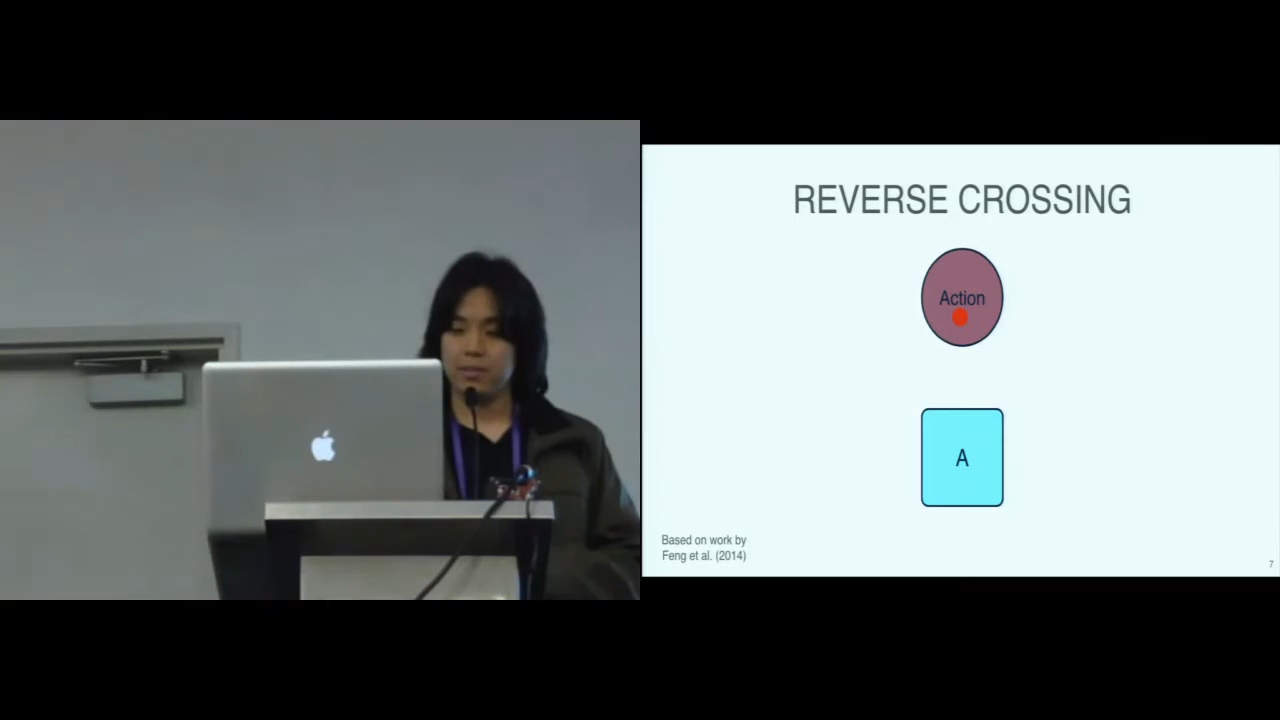 REVERSE CROSSING
Action
A
Based on work by
Feng et al. (2014)
7